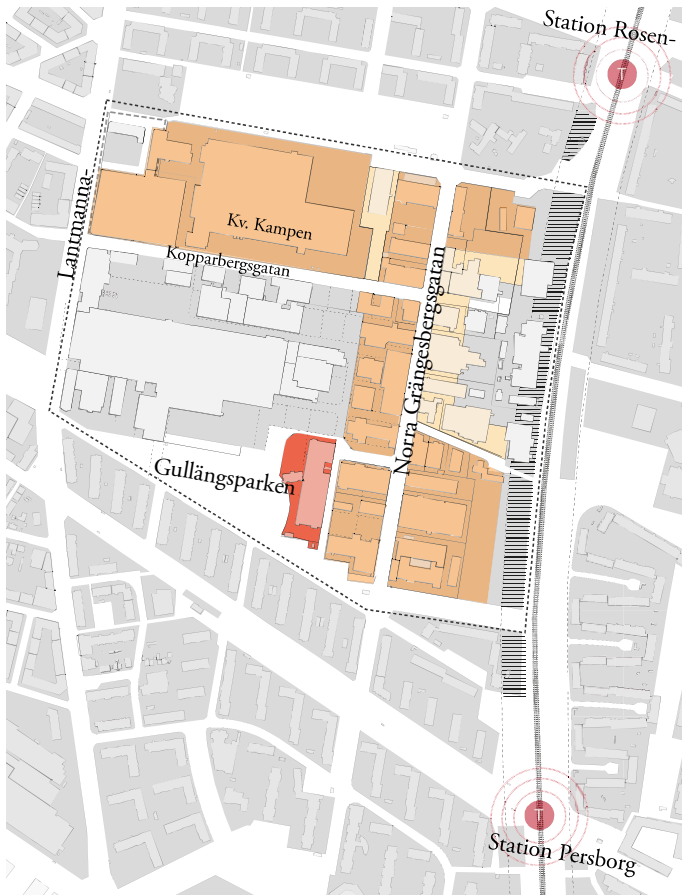 Station Rosen-
T
Lantmanna-
Kv. Kampen
Kopparbergsgatan
Norra Grängesbergsgatan
Gullängsparken
T
Station Persborg